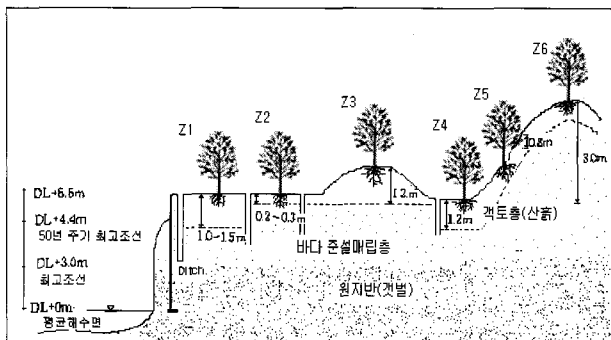 Z6
Z3
Z5
Z1
Z2
Z4
0.8m
3.0m
DL+6.6m
1.2m
0.2~0.3m
1.2m
객토층(산흙)
DL+4.4m
50년 주기 최고조선
1.0~1.5m
바다 준설매립층
DL+3.0m
최고조선
Ditch
원지반(갯벌)
DL+0m
평균해수면